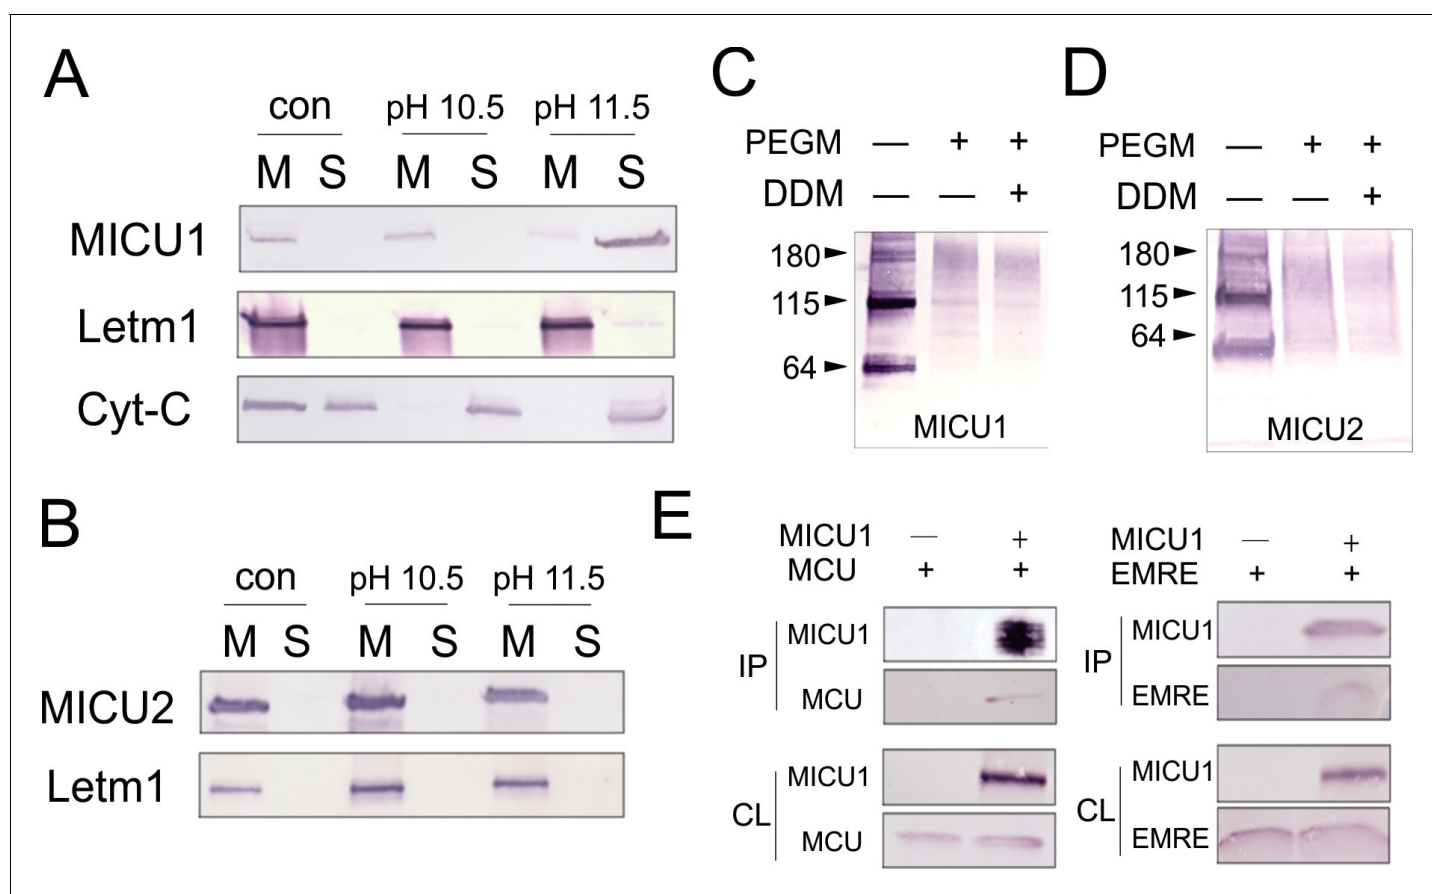 A
con pH 10.5 pH 11.5
M S M S M S
MICU1
Letm1
Cyt-C
B
con pH 10.5 pH 11.5
M S M S M S
MICU2
Letm1
C
PEGM — + +
DDM — — +
180
115
64
MICU1
D
PEGM — + +
DDM — — +
180
115
64
MICU2
E
MICU1 — +
MCU + +
IP
MICU1
MCU
CL
MICU1
MCU
MICU1 — +
EMRE + +
IP
MICU1
EMRE
CL
MICU1
EMRE